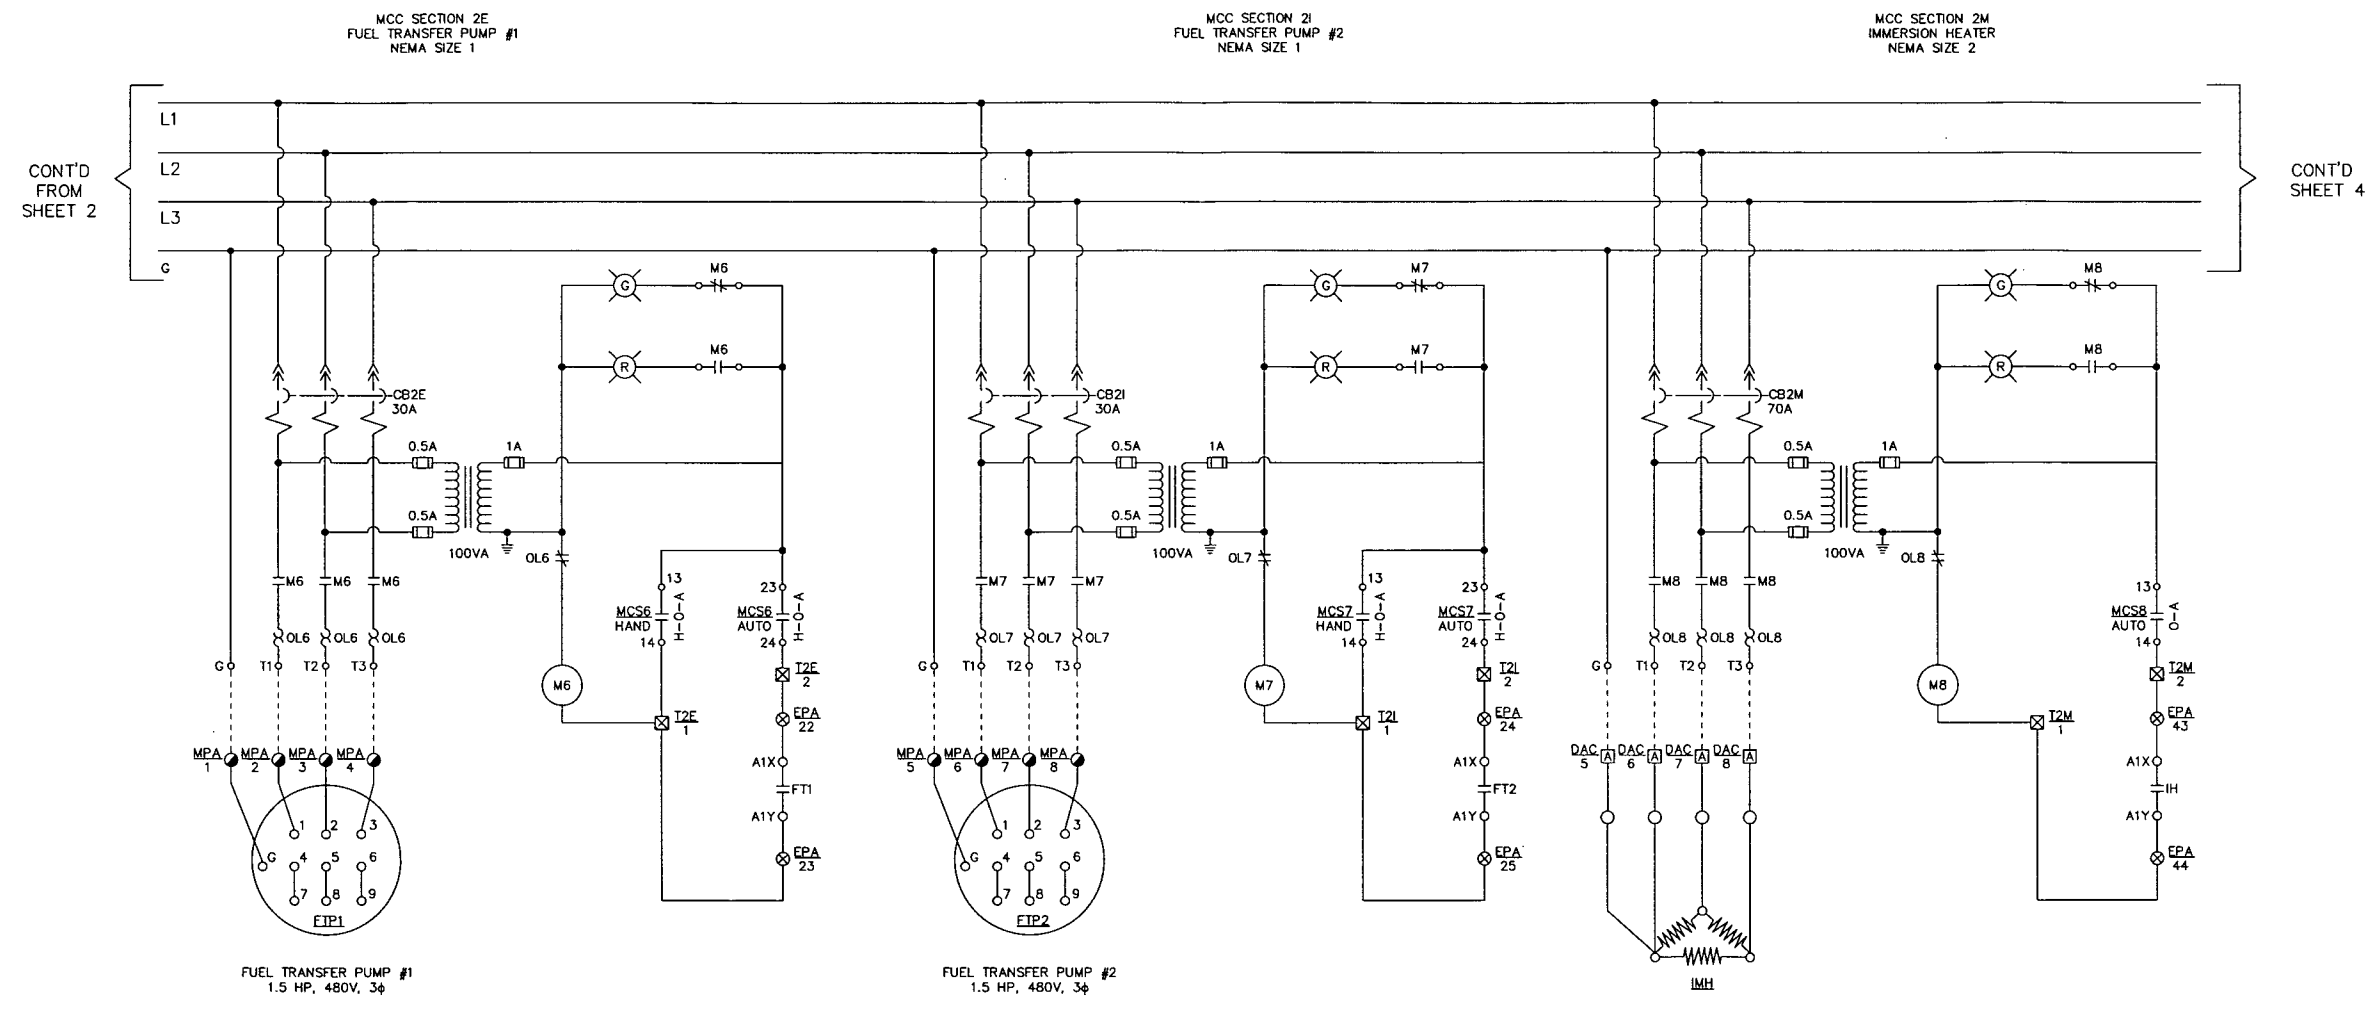 MCC SECTION 2E
FUEL TRANSFER PUMP #1
NEMA SIZE 1
MCC SECTION 2I
FUEL TRANSFER PUMP #2
NEMA SIZE 1
MCC SECTION 2M
IMMERSION HEATER
NEMA SIZE 2
CONT'D
FROM
SHEET 2
L1
L2
L3
G
CONT'D
SHEET 4
G
M6
R
M6
CB2E
30A
0.5A
1A
0.5A
100VA
OL6
M6
M6
M6
13
MCS6
HAND
14
H-O-A
23
MCS6
AUTO
24
H-O-A
OL6
OL6
OL6
G
T1
T2
T3
M6
T2E
1
T2E
2
EPA
22
A1X
FT1
A1Y
EPA
23
MPA
1
MPA
2
MPA
3
MPA
4
1
2
3
G
4
5
6
7
8
9
FTP1
FUEL TRANSFER PUMP #1
1.5 HP, 480V, 3ϕ
G
M7
R
M7
CB2I
30A
0.5A
1A
0.5A
100VA
OL7
M7
M7
M7
13
MCS7
HAND
14
H-O-A
23
MCS7
AUTO
24
H-O-A
OL7
OL7
OL7
G
T1
T2
T3
M7
T2I
1
T2I
2
EPA
24
A1X
FT2
A1Y
EPA
25
MPA
5
MPA
6
MPA
7
MPA
8
1
2
3
G
4
5
6
7
8
9
FTP2
FUEL TRANSFER PUMP #2
1.5 HP, 480V, 3ϕ
G
M8
R
M8
CB2M
70A
0.5A
1A
0.5A
100VA
OL8
M8
M8
M8
13
MCS8
AUTO
14
O-A
OL8
OL8
OL8
G
T1
T2
T3
M8
T2M
1
T2M
2
EPA
43
A1X
IH
A1Y
EPA
44
DAC
5
A
DAC
6
A
DAC
7
A
DAC
8
A
IMH